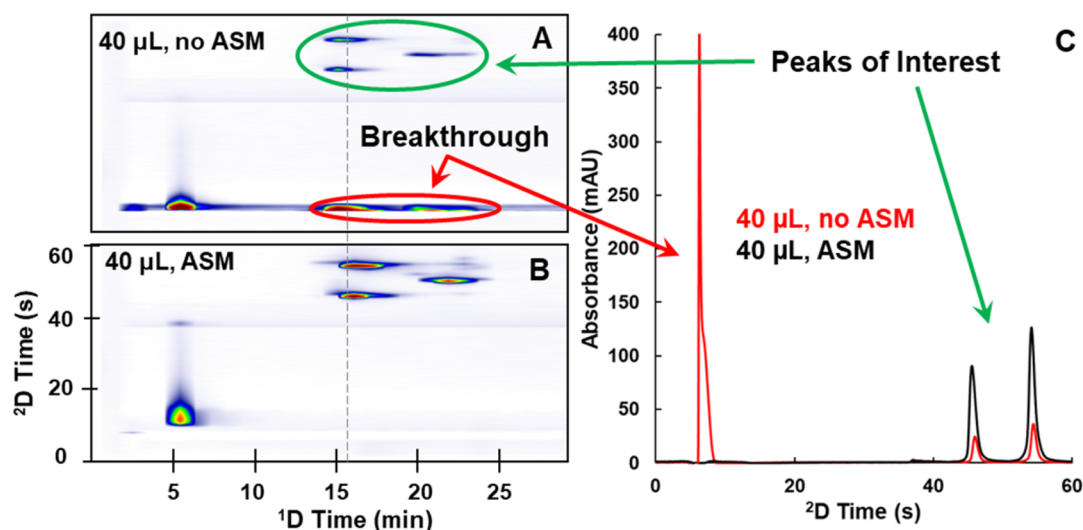 40 µL, no ASM
A
Breakthrough
40 µL, ASM
B
60
40
20
0
²D Time (s)
5
10
15
20
25
¹D Time (min)
C
Peaks of Interest
40 µL, no ASM
40 µL, ASM
400
350
300
250
200
150
100
50
0
Absorbance (mAU)
0
20
40
60
²D Time (s)